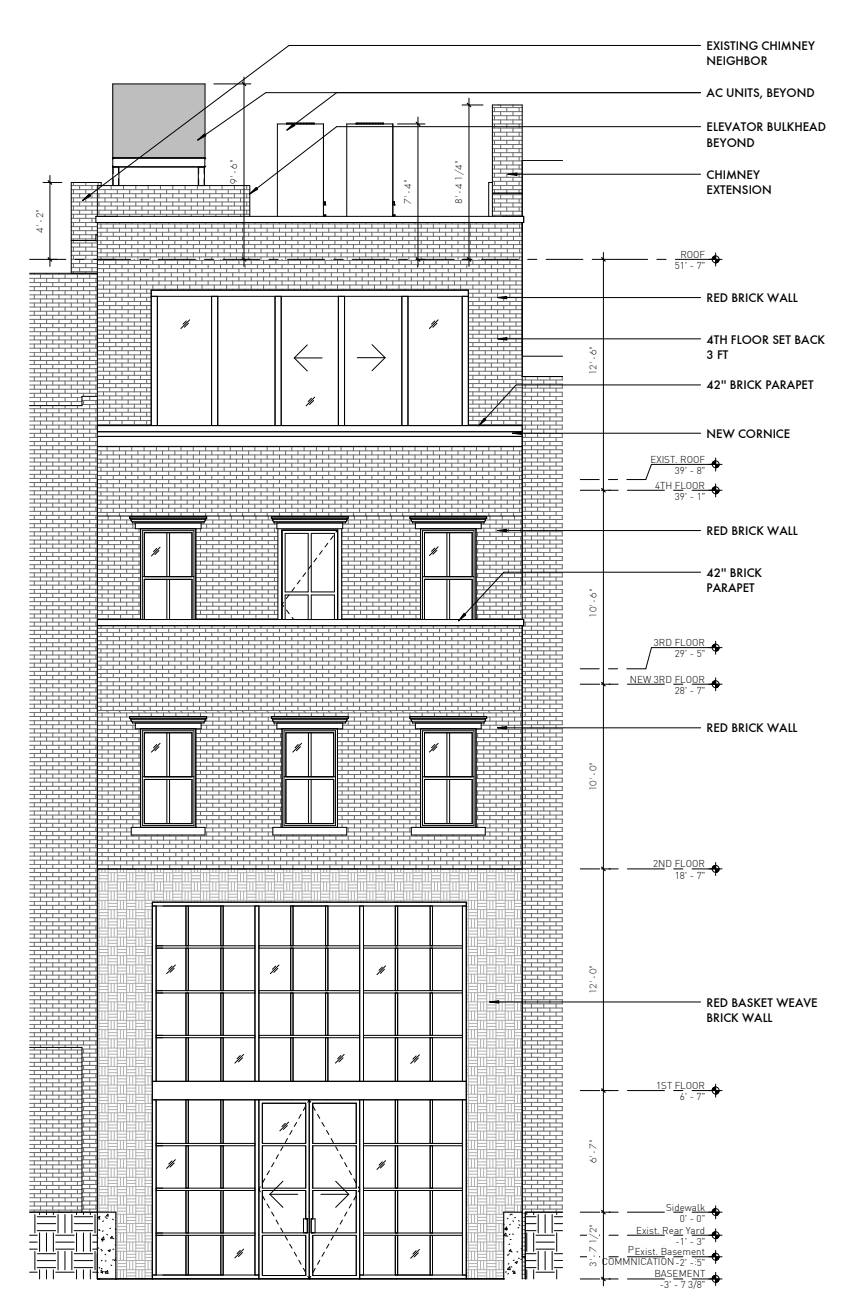 EXISTING CHIMNEY
NEIGHBOR
AC UNITS, BEYOND
ELEVATOR BULKHEAD
BEYOND
CHIMNEY
EXTENSION
4' - 2"
9' - 6"
7' - 4"
8' - 4 1/4"
ROOF
51' - 7"
RED BRICK WALL
4TH FLOOR SET BACK
3 FT
12' - 6"
42" BRICK PARAPET
NEW CORNICE
EXIST. ROOF
39' - 8"
4TH FLOOR
39' - 1"
RED BRICK WALL
42" BRICK
PARAPET
10' - 6"
3RD FLOOR
29' - 5"
NEW 3RD FLOOR
28' - 7"
RED BRICK WALL
10' - 0"
2ND FLOOR
18' - 7"
12' - 0"
RED BASKET WEAVE
BRICK WALL
1ST FLOOR
6' - 7"
6' - 7"
Sidewalk
0' - 0"
Exist. Rear Yard
-1' - 3"
3' - 7 1/2"
Exist. Basement
COMMNICATION -2' - 5"
BASEMENT
-3' - 7 3/8"